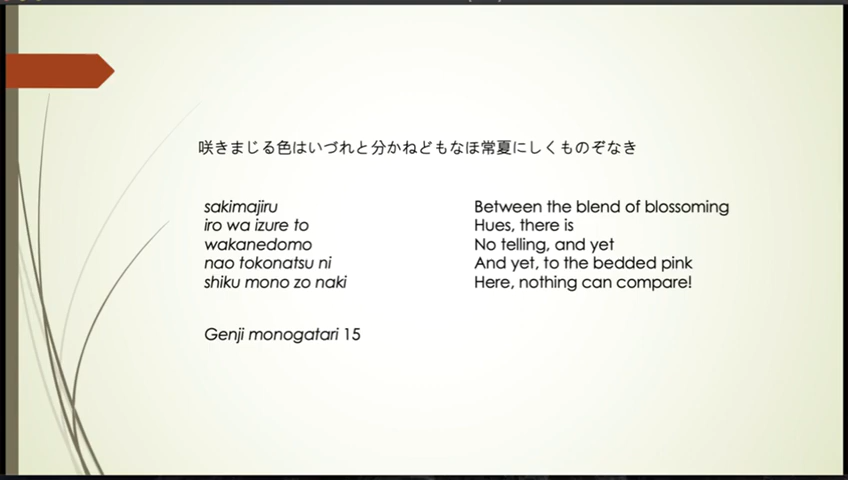 咲きまじる色はいづれと分かねどもなほ常夏にしくものぞなき
sakimajiru
iro wa izure to
wakanedomo
nao tokonatsu ni
shiku mono zo naki
Between the blend of blossoming
Hues, there is
No telling, and yet
And yet, to the bedded pink
Here, nothing can compare!
Genji monogatari 15